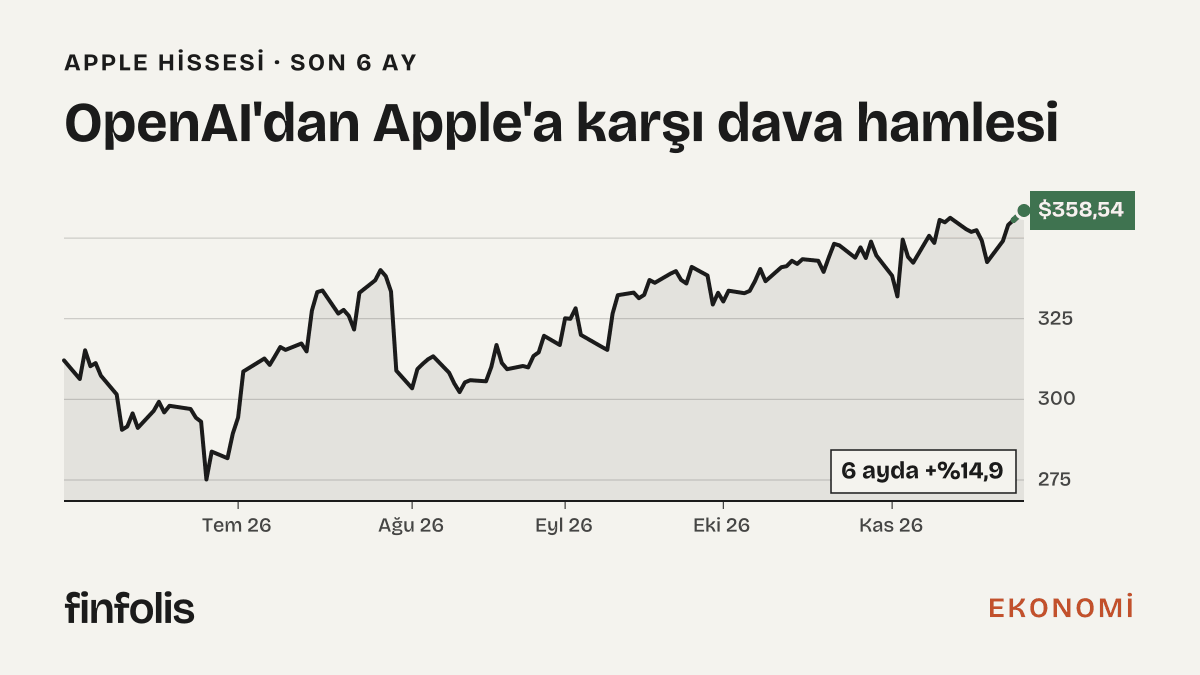 APPLE HİSSESİ · SON 6 AY
OpenAI'dan Apple'a karşı dava hamlesi
$358,54
325
300
275
6 ayda +%14,9
Tem 26 Ağu 26 Eyl 26 Eki 26 Kas 26
finfolis
EKONOMİ